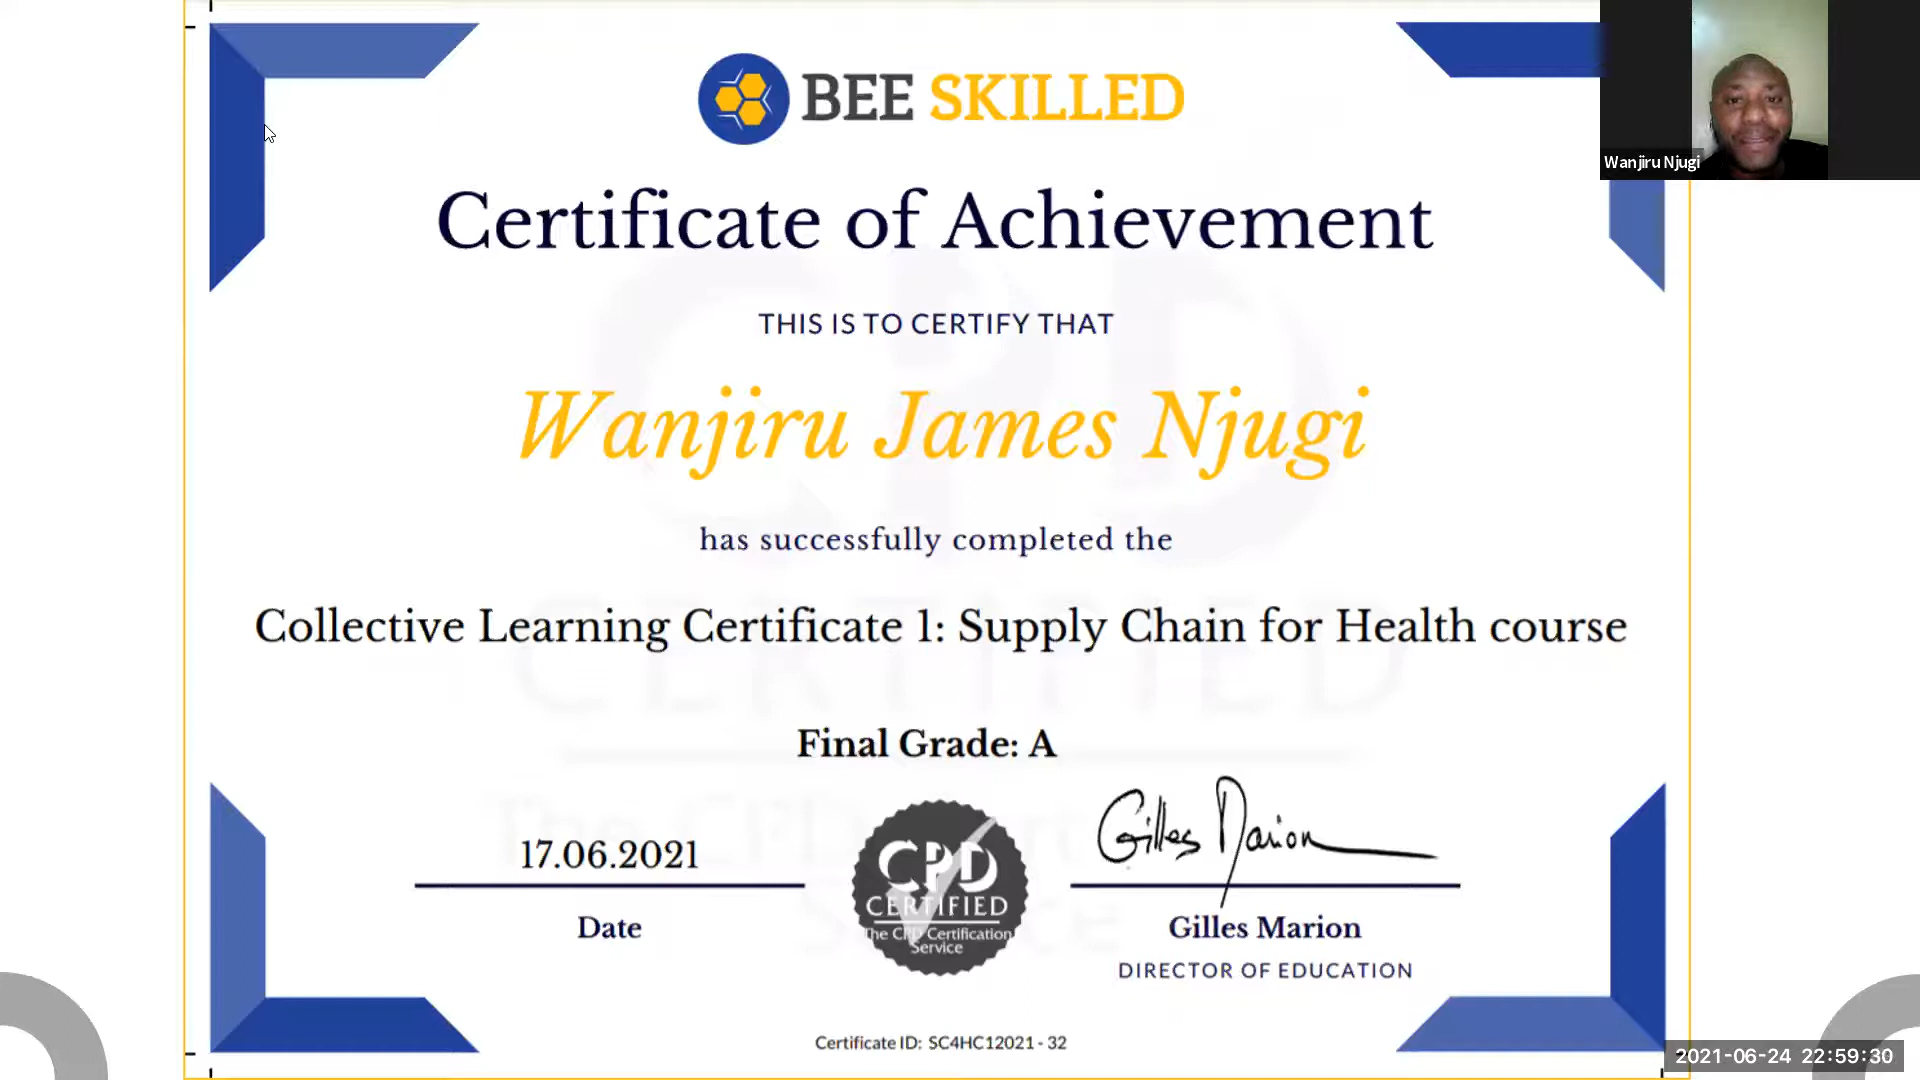 BEE SKILLED
Wanjiru Njugi
Certificate of Achievement
THIS IS TO CERTIFY THAT
Wanjiru James Njugi
has successfully completed the
Collective Learning Certificate 1: Supply Chain for Health course
Final Grade: A
17.06.2021
Date
CPD
CERTIFIED
The CPD Certification
Service
Gilles Marion
Gilles Marion
DIRECTOR OF EDUCATION
Certificate ID: SC4HC12021 - 32
2021-06-24 22:59:30